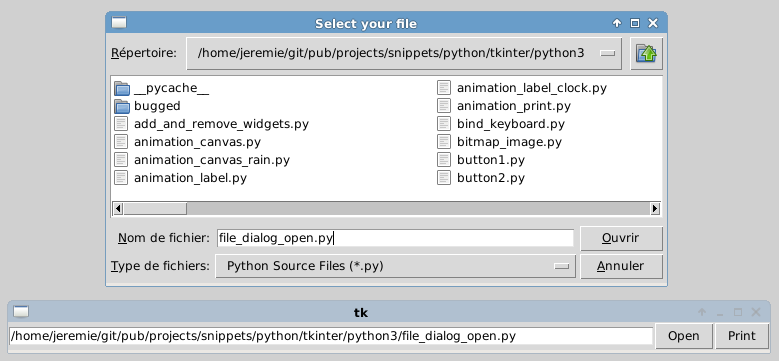 Select your file
Répertoire: /home/jeremie/git/pub/projects/snippets/python/tkinter/python3
__pycache__
bugged
add_and_remove_widgets.py
animation_canvas.py
animation_canvas_rain.py
animation_label.py
animation_label_clock.py
animation_print.py
bind_keyboard.py
bitmap_image.py
button1.py
button2.py
Nom de fichier: file_dialog_open.py Ouvrir
Type de fichiers: Python Source Files (*.py) Annuler
tk
/home/jeremie/git/pub/projects/snippets/python/tkinter/python3/file_dialog_open.py Open Print